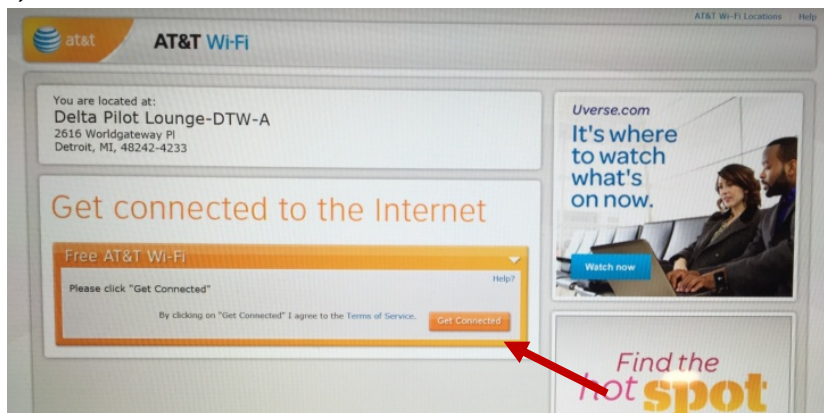 AT&T Wi-Fi Locations Help
at&t AT&T Wi-Fi
You are located at:
Delta Pilot Lounge-DTW-A
2616 Worldgateway Pl
Detroit, MI, 48242-4233
Get connected to the Internet
Free AT&T Wi-Fi
Help?
Please click "Get Connected"
By clicking on "Get Connected" I agree to the Terms of Service. Get Connected
Uverse.com
It's where
to watch
what's
on now.
Watch now
Find the
hot spot